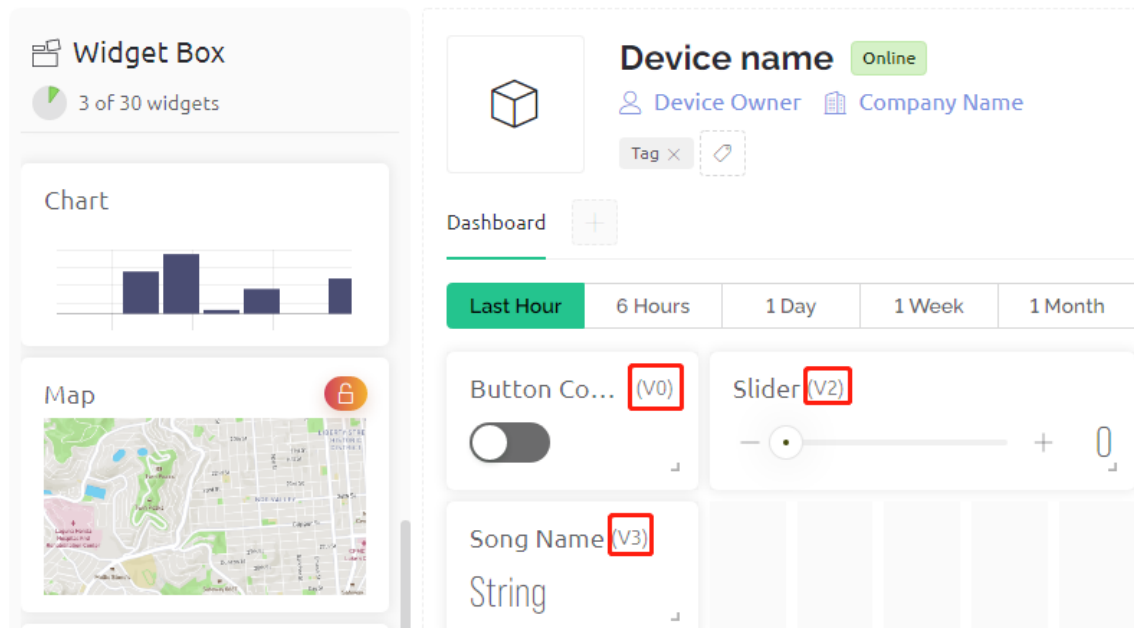 Widget Box
3 of 30 widgets
Chart
Map
Device name
Online
Device Owner
Company Name
Tag
Dashboard
Last Hour
6 Hours
1 Day
1 Week
1 Month
Button Co... (V0)
Slider (V2)
0
Song Name (V3)
String